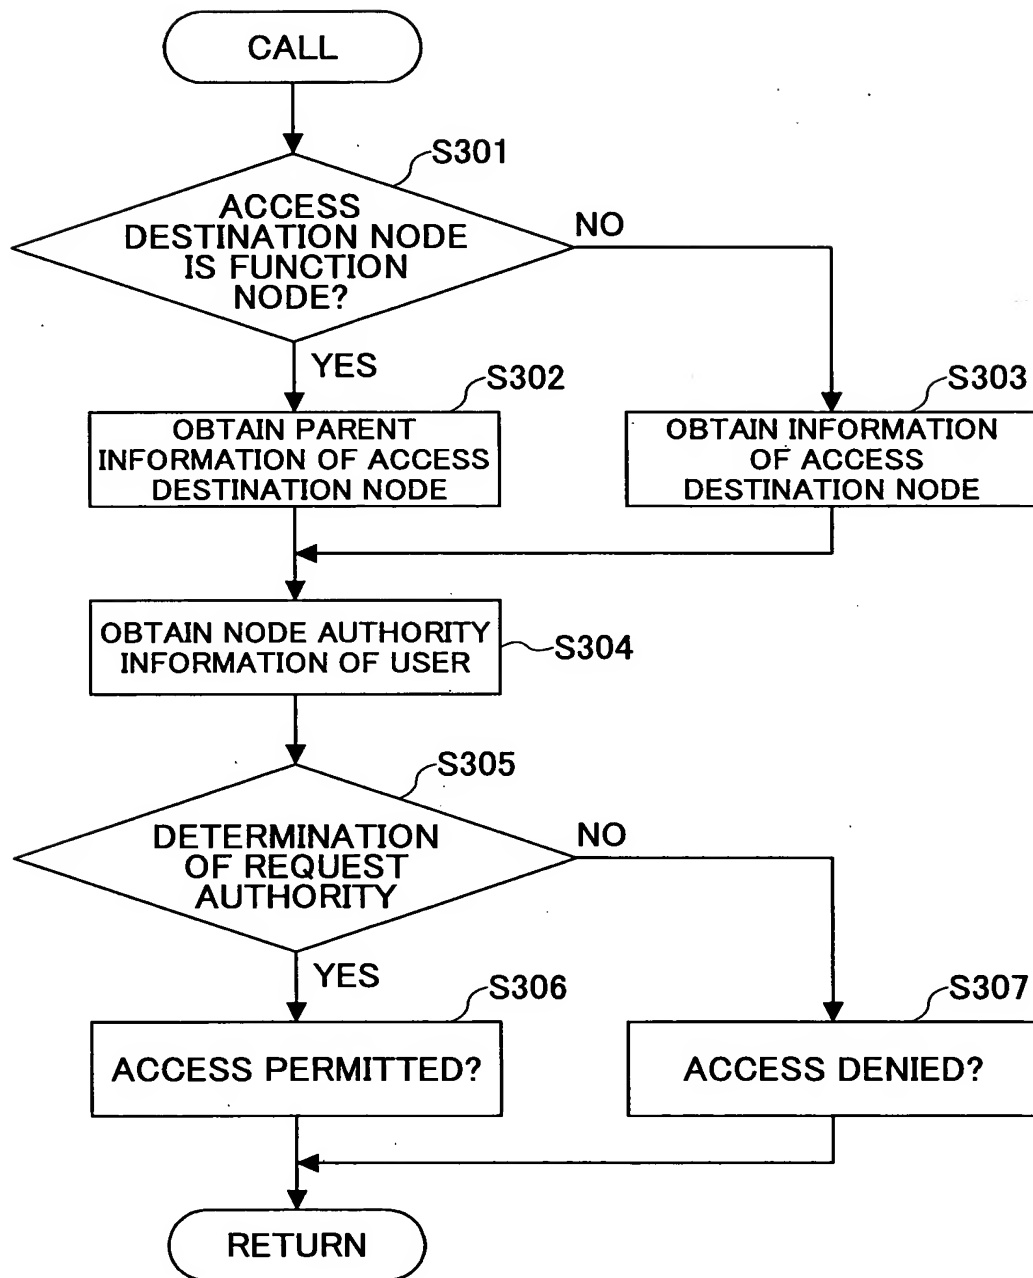 CALL
S301
ACCESS
DESTINATION NODE
IS FUNCTION
NODE?
NO
YES
S302
OBTAIN PARENT
INFORMATION OF ACCESS
DESTINATION NODE
S303
OBTAIN INFORMATION
OF ACCESS
DESTINATION NODE
OBTAIN NODE AUTHORITY
INFORMATION OF USER
S304
S305
DETERMINATION
OF REQUEST
AUTHORITY
NO
YES
S306
ACCESS PERMITTED?
S307
ACCESS DENIED?
RETURN